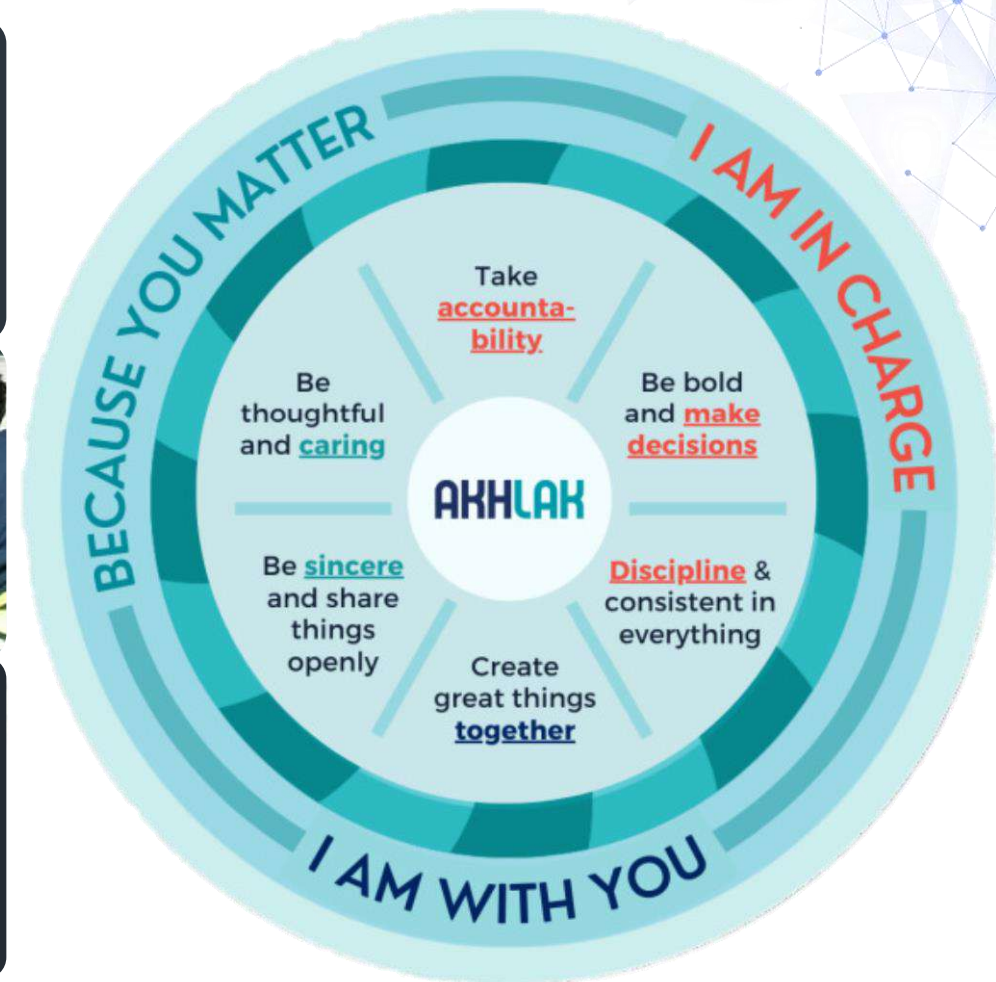 BECAUSE YOU MATTER
I AM IN CHARGE
Take
accounta-
bility
Be
thoughtful
and caring
Be bold
and make
decisions
AKHLAK
Be sincere
and share
things
openly
Discipline &
consistent in
everything
Create
great things
together
I AM WITH YOU